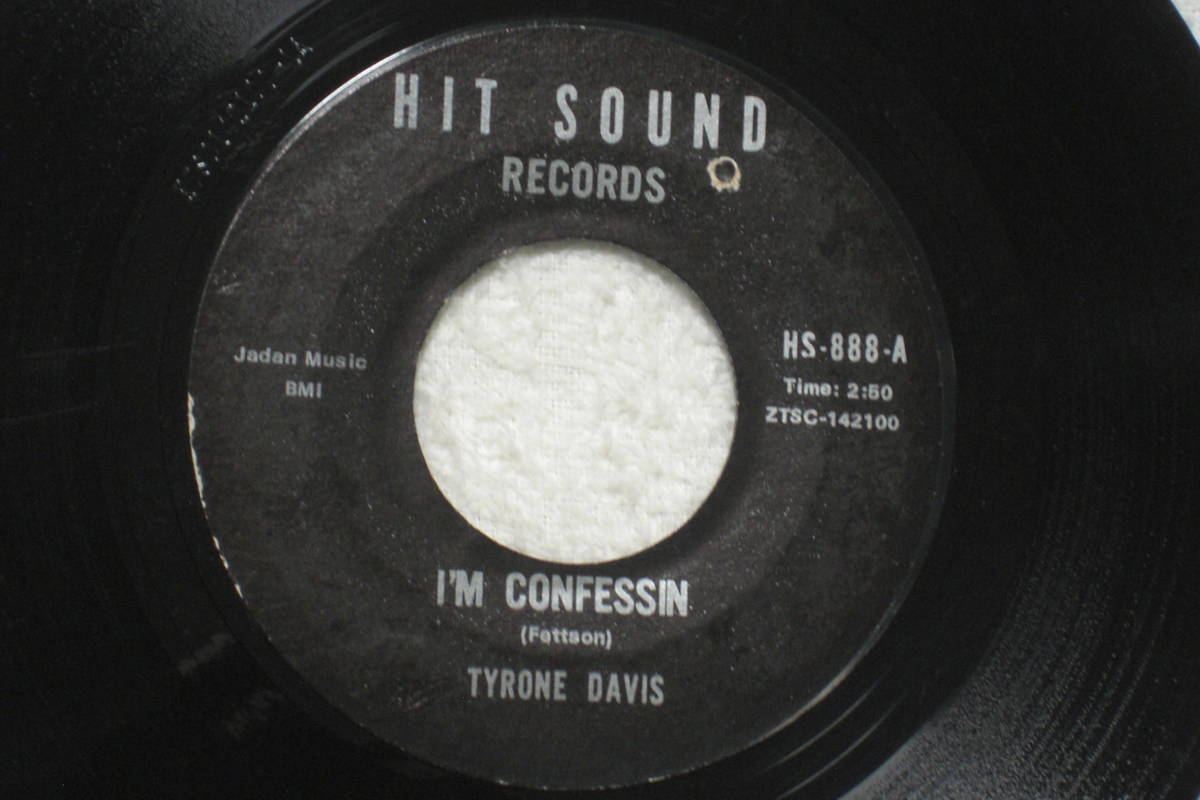 HIT SOUND
RECORDS
Jadan Music
BMI
HS-888-A
Time: 2:50
ZTSC-142100
I'M CONFESSIN
(Fettson)
TYRONE DAVIS